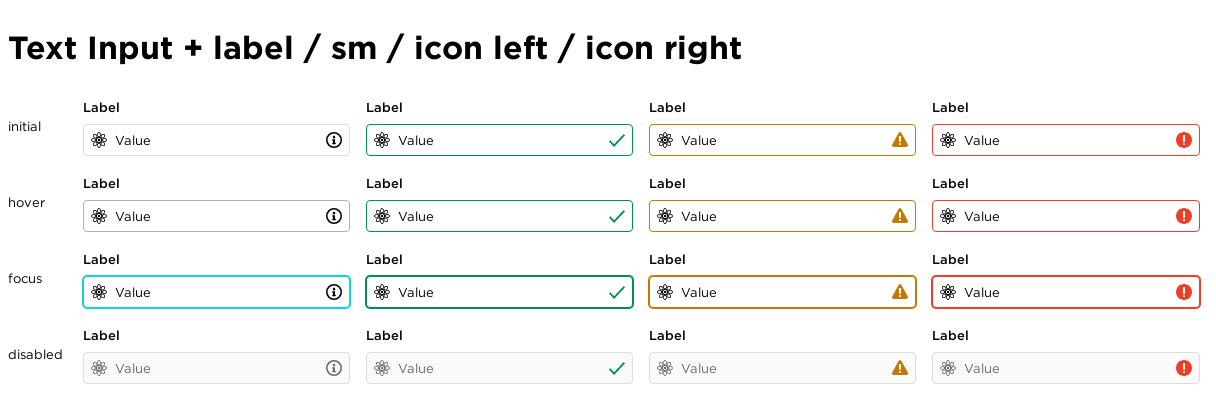 Text Input + label / sm / icon left / icon right
Label Label Label Label
initial Value Value Value Value
Label Label Label Label
hover Value Value Value Value
Label Label Label Label
focus Value Value Value Value
Label Label Label Label
disabled Value Value Value Value